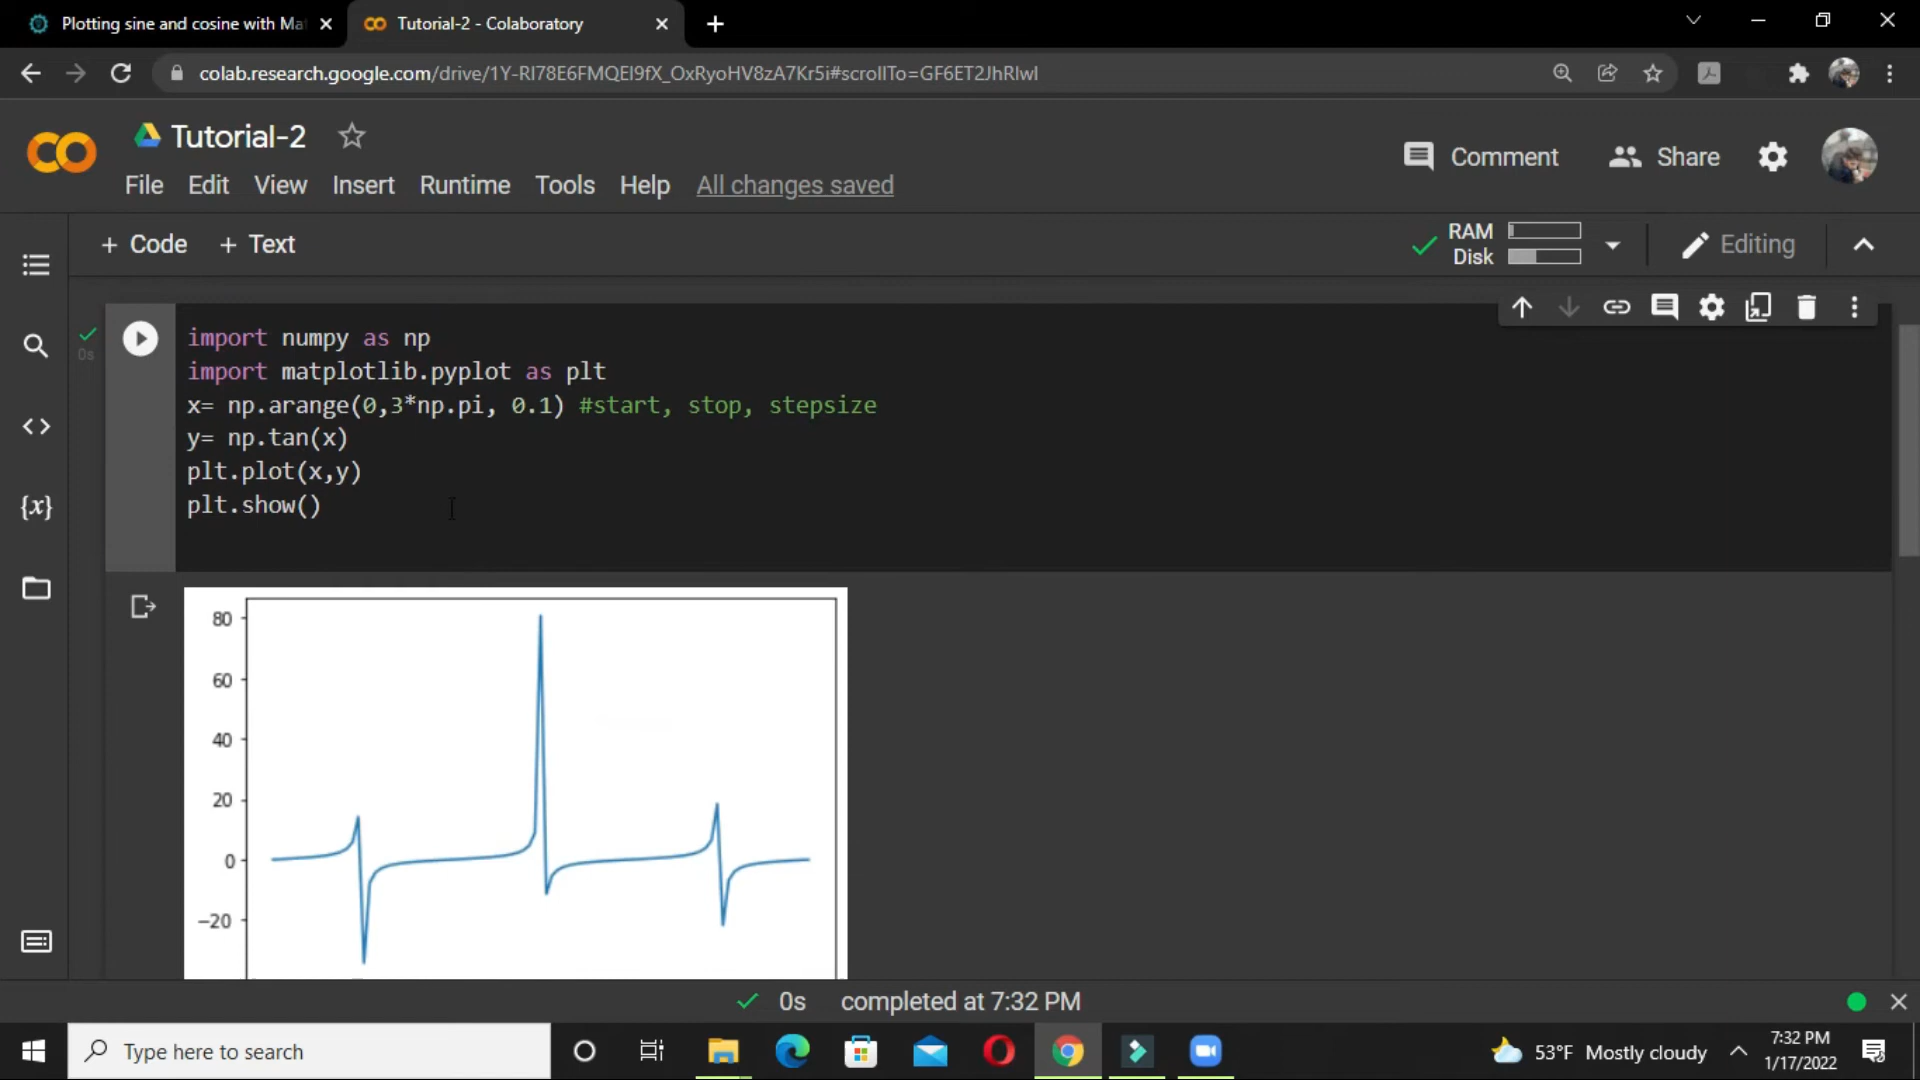 Plotting sine and cosine with Ma
Tutorial-2 - Colaboratory
colab.research.google.com/drive/1Y-RI78E6FMQEI9fX_OxRyoHV8zA7Kr5i#scrollTo=GF6ET2JhRlwI
Tutorial-2
Comment
Share
File Edit View Insert Runtime Tools Help All changes saved
+ Code + Text
RAM
Disk
Editing
0s
import numpy as np
import matplotlib.pyplot as plt
x= np.arange(0,3*np.pi, 0.1) #start, stop, stepsize
y= np.tan(x)
plt.plot(x,y)
plt.show()
{x}
80
60
40
20
0
−20
0s completed at 7:32 PM
Type here to search
53°F Mostly cloudy
7:32 PM
1/17/2022